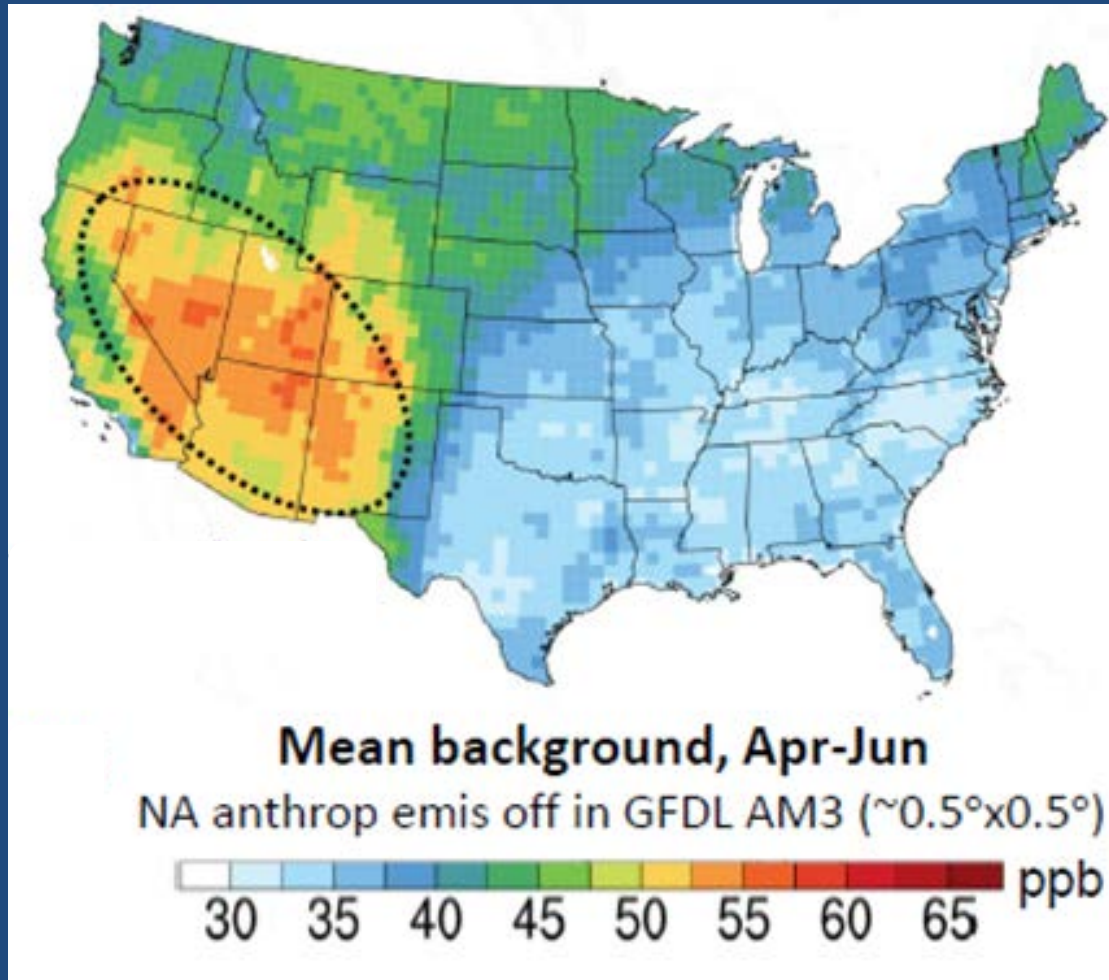 Mean background, Apr-Jun
NA anthrop emis off in GFDL AM3 (~0.5°x0.5°)
ppb
30 35 40 45 50 55 60 65